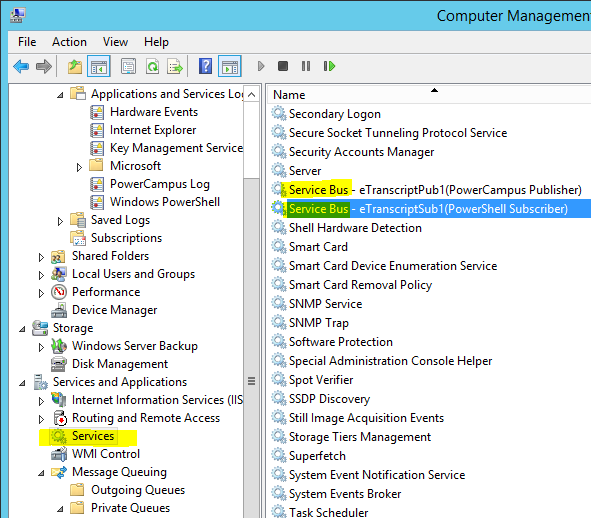 Computer Management
File Action View Help
Applications and Services Lo
Hardware Events
Internet Explorer
Key Management Service
Microsoft
PowerCampus Log
Windows PowerShell
Saved Logs
Subscriptions
Shared Folders
Local Users and Groups
Performance
Device Manager
Storage
Windows Server Backup
Disk Management
Services and Applications
Internet Information Services (IIS
Routing and Remote Access
Services
WMI Control
Message Queuing
Outgoing Queues
Private Queues
Name
Secondary Logon
Secure Socket Tunneling Protocol Service
Security Accounts Manager
Server
Service Bus - eTranscriptPub1(PowerCampus Publisher)
Service Bus - eTranscriptSub1(PowerShell Subscriber)
Shell Hardware Detection
Smart Card
Smart Card Device Enumeration Service
Smart Card Removal Policy
SNMP Service
SNMP Trap
Software Protection
Special Administration Console Helper
Spot Verifier
SSDP Discovery
Still Image Acquisition Events
Storage Tiers Management
Superfetch
System Event Notification Service
System Events Broker
Task Scheduler